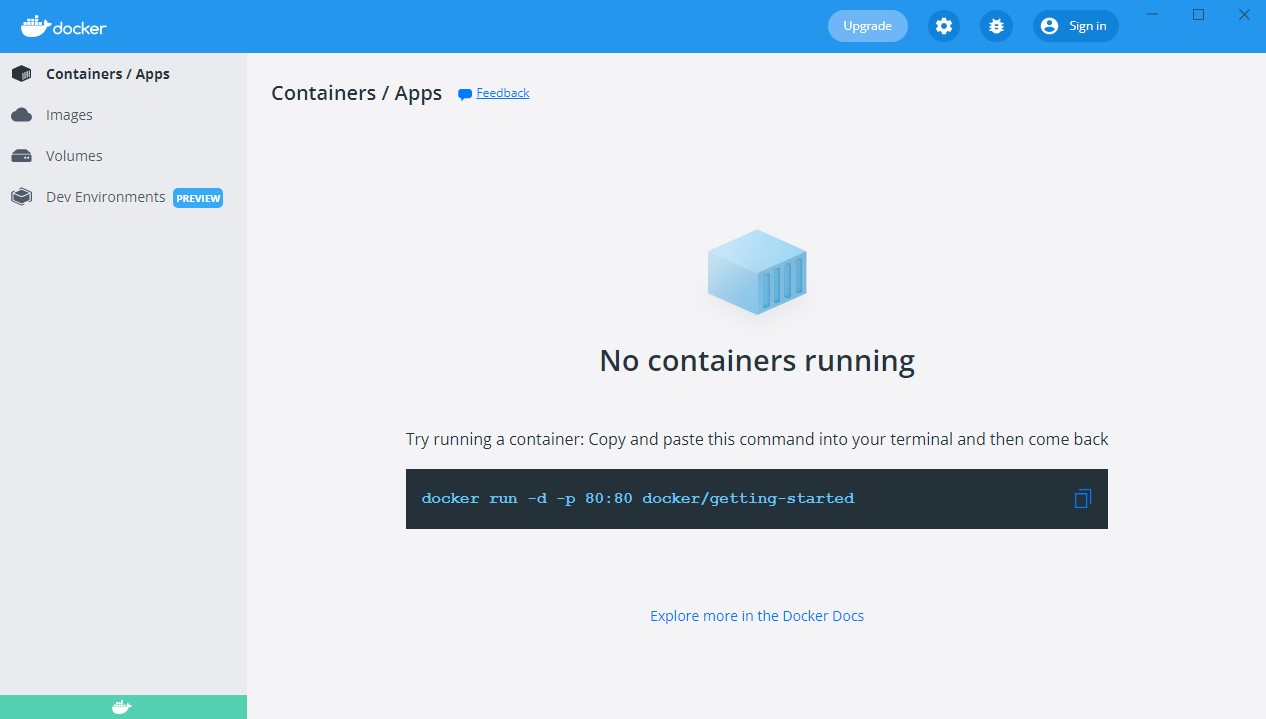 docker
Upgrade
Sign in
Containers / Apps
Images
Volumes
Dev Environments PREVIEW
Containers / Apps Feedback
No containers running
Try running a container: Copy and paste this command into your terminal and then come back
docker run -d -p 80:80 docker/getting-started
Explore more in the Docker Docs